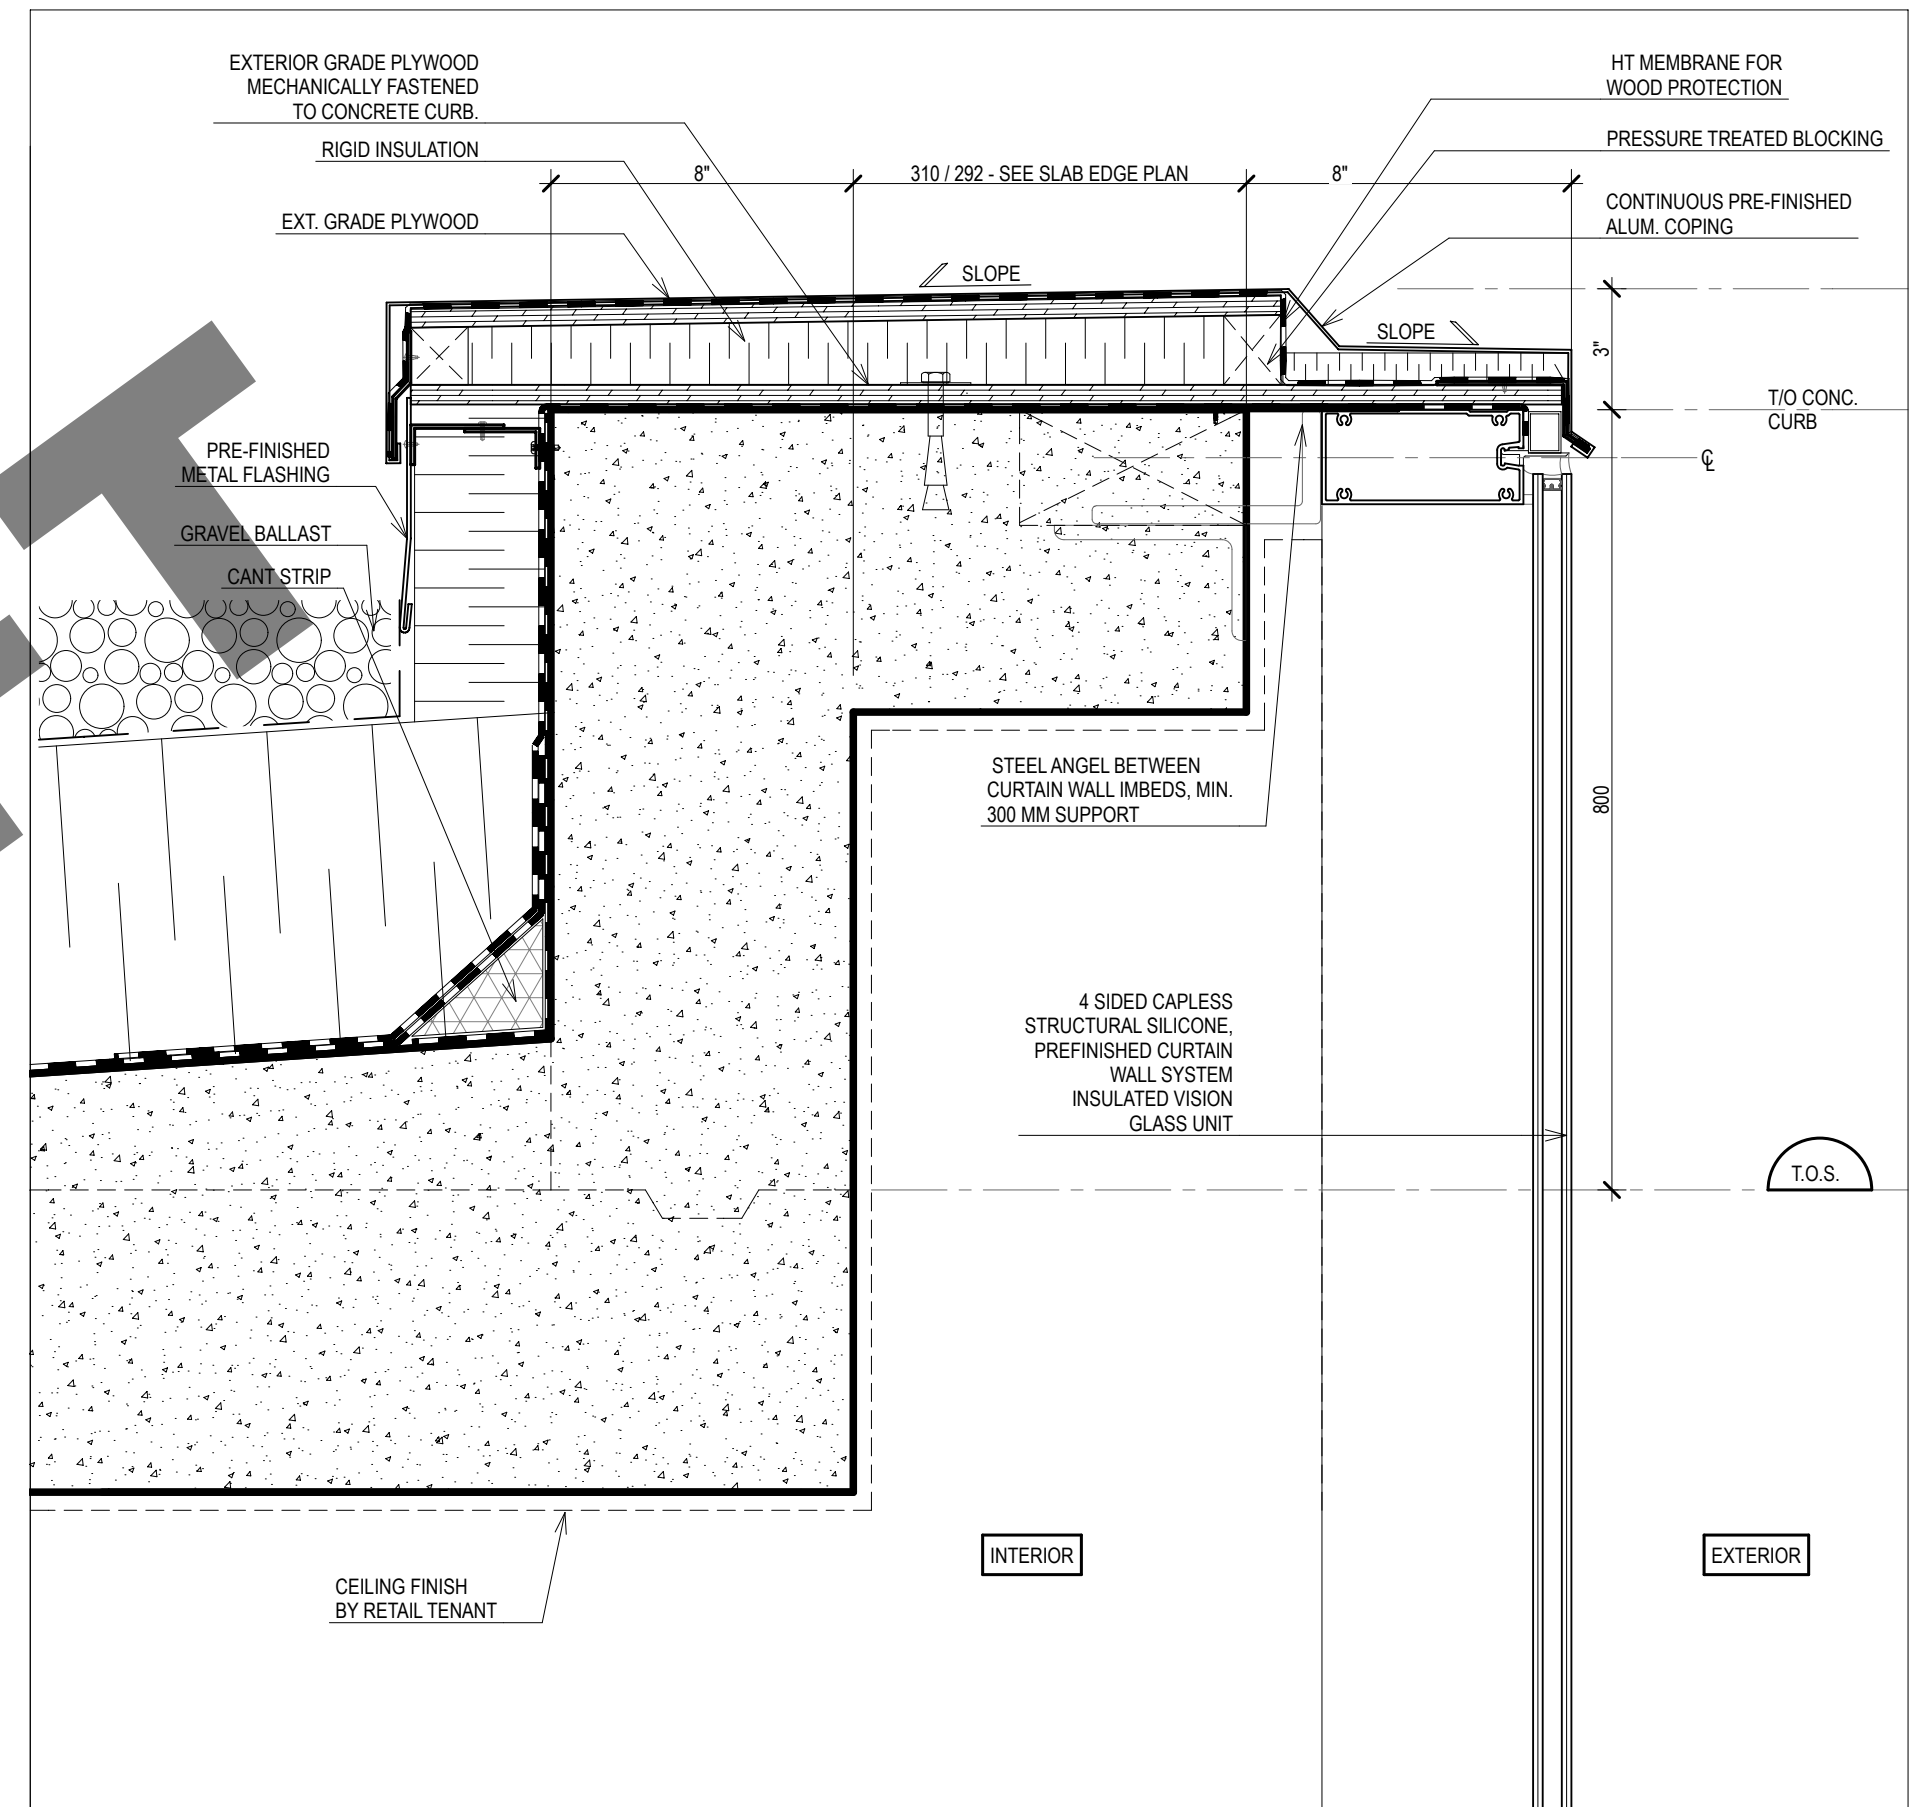 EXTERIOR GRADE PLYWOOD
MECHANICALLY FASTENED
TO CONCRETE CURB.
RIGID INSULATION
EXT. GRADE PLYWOOD
8"
310 / 292 - SEE SLAB EDGE PLAN
8"
HT MEMBRANE FOR
WOOD PROTECTION
PRESSURE TREATED BLOCKING
CONTINUOUS PRE-FINISHED
ALUM. COPING
SLOPE
SLOPE
3"
T/O CONC.
CURB
℄
PRE-FINISHED
METAL FLASHING
GRAVEL BALLAST
CANT STRIP
STEEL ANGEL BETWEEN
CURTAIN WALL IMBEDS, MIN.
300 MM SUPPORT
800
4 SIDED CAPLESS
STRUCTURAL SILICONE,
PREFINISHED CURTAIN
WALL SYSTEM
INSULATED VISION
GLASS UNIT
T.O.S.
INTERIOR
EXTERIOR
CEILING FINISH
BY RETAIL TENANT